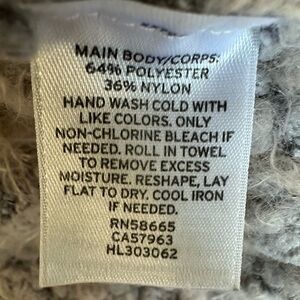 MAIN BODY/CORPS:
64% POLYESTER
36% NYLON
HAND WASH COLD WITH
LIKE COLORS. ONLY
NON-CHLORINE BLEACH IF
NEEDED. ROLL IN TOWEL
TO REMOVE EXCESS
MOISTURE. RESHAPE, LAY
FLAT TO DRY. COOL IRON
IF NEEDED.
RN58665
CA57963
HL303062